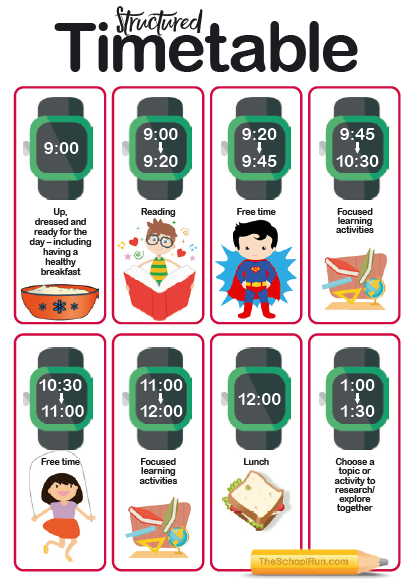 Structured
Timetable
9:00
Up,
dressed and
ready for the
day – including
having a
healthy
breakfast
9:00
9:20
Reading
9:20
9:45
Free time
9:45
10:30
Focused
learning
activities
10:30
11:00
Free time
11:00
12:00
Focused
learning
activities
12:00
Lunch
1:00
1:30
Choose a
topic or
activity to
research/
explore
together
TheSchoolRun.com